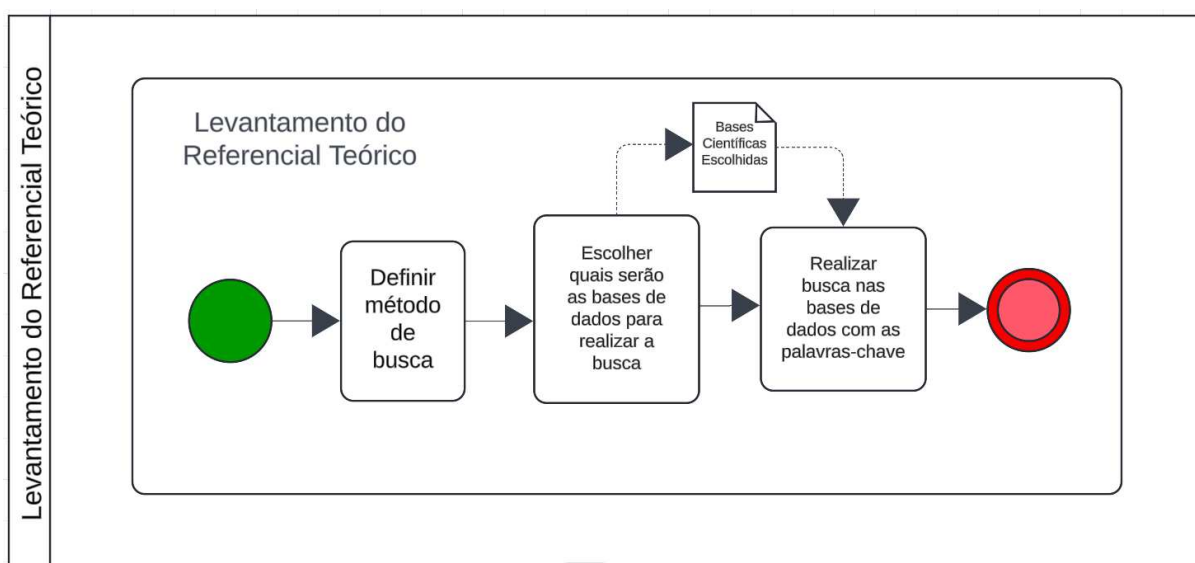 Levantamento do Referencial Teórico
Levantamento do
Referencial Teórico
Bases
Científicas
Escolhidas
Definir
método
de
busca
Escolher
quais serão
as bases de
dados para
realizar a
busca
Realizar
busca nas
bases de
dados com as
palavras-chave